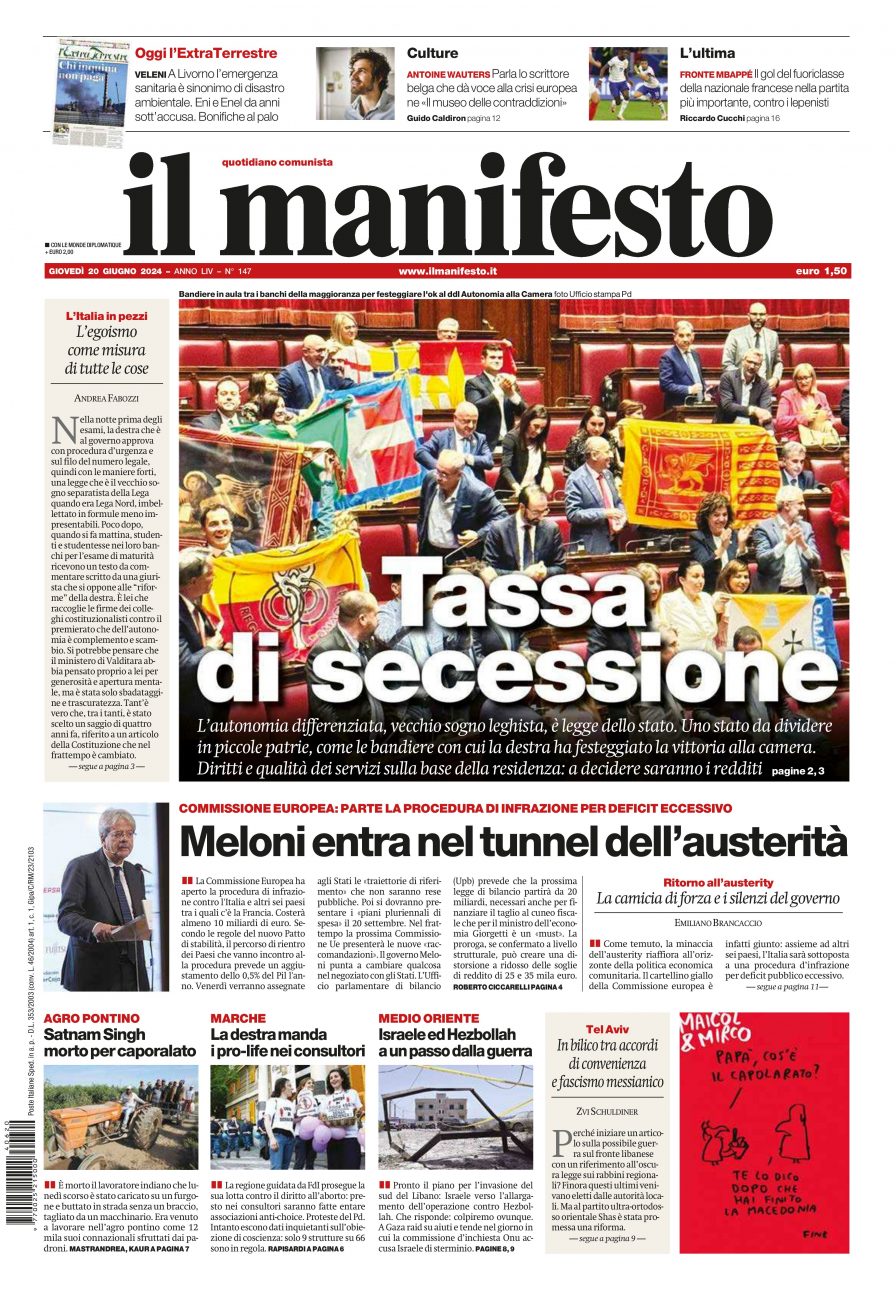 Oggi l'ExtraTerrestre
VELENI A Livorno l'emergenza
sanitaria è sinonimo di disastro
ambientale. Eni e Enel da anni
sott'accusa. Bonifiche al palo
l'ExtraTerrestre
Chi inquina
non paga
Culture
ANTOINE WAUTERS Parla lo scrittore
belga che dà voce alla crisi europea
ne «Il museo delle contraddizioni»
Guido Caldiron pagina 12
L'ultima
FRONTE MBAPPÉ Il gol del fuoriclasse
della nazionale francese nella partita
più importante, contro i lepenisti
Riccardo Cucchi pagina 16
quotidiano comunista
il manifesto
■ CON LE MONDE DIPLOMATIQUE
+ EURO 2,00
GIOVEDÌ 20 GIUGNO 2024 – ANNO LIV – N° 147
www.ilmanifesto.it
euro 1,50
Bandiere in aula tra i banchi della maggioranza per festeggiare l'ok al ddl Autonomia alla Camera foto Ufficio stampa Pd
L'Italia in pezzi
L'egoismo
come misura
di tutte le cose
ANDREA FABOZZI
Nella notte prima degli
esami, la destra che è
al governo approva
con procedura d'urgenza e
sul filo del numero legale,
quindi con le maniere forti,
una legge che è il vecchio so-
gno separatista della Lega
quando era Lega Nord, imbel-
lettato in formule meno im-
presentabili. Poco dopo,
quando si fa mattina, studen-
ti e studentesse nei loro ban-
chi per l'esame di maturità
ricevono un testo da com-
mentare scritto da una giuri-
sta che si oppone alle "rifor-
me" della destra. È lei che
raccoglie le firme dei colle-
ghi costituzionalisti contro il
premierato che dell'autono-
mia è complemento e scam-
bio. Si potrebbe pensare che
il ministero di Valditara ab-
bia pensato proprio a lei per
generosità e apertura menta-
le, ma è stata solo sbadataggi-
ne e trascuratezza. Tant'è
vero che, tra i tanti, è stato
scelto un saggio di quattro
anni fa, riferito a un articolo
della Costituzione che nel
frattempo è cambiato.
— segue a pagina 3 —
Tassa
di secessione
L'autonomia differenziata, vecchio sogno leghista, è legge dello stato. Uno stato da dividere
in piccole patrie, come le bandiere con cui la destra ha festeggiato la vittoria alla camera.
Diritti e qualità dei servizi sulla base della residenza: a decidere saranno i redditi pagine 2, 3
COMMISSIONE EUROPEA: PARTE LA PROCEDURA DI INFRAZIONE PER DEFICIT ECCESSIVO
Meloni entra nel tunnel dell'austerità
La Commissione Europea ha
aperto la procedura di infrazio-
ne contro l'Italia e altri sei paesi
tra i quali c'è la Francia. Costerà
almeno 10 miliardi di euro. Se-
condo le regole del nuovo Patto
di stabilità, il percorso di rientro
dei Paesi che vanno incontro al-
la procedura prevede un aggiu-
stamento dello 0,5% del Pil l'an-
no. Venerdì verranno assegnate
agli Stati le «traiettorie di riferi-
mento» che non saranno rese
pubbliche. Poi si dovranno pre-
sentare i «piani pluriennali di
spesa» il 20 settembre. Nel frat-
tempo la prossima Commissio-
ne Ue presenterà le nuove «rac-
comandazioni». Il governo Melo-
ni punta a cambiare qualcosa
nel negoziato con gli Stati. L'Uffi-
cio parlamentare di bilancio
(Upb) prevede che la prossima
legge di bilancio partirà da 20
miliardi, necessari anche per fi-
nanziare il taglio al cuneo fisca-
le che per il ministro dell'econo-
mia Giorgetti è un «must». La
proroga, se confermato a livello
strutturale, può creare una di-
storsione a ridosso delle soglie
di reddito di 25 e 35 mila euro.
ROBERTO CICCARELLI PAGINA 4
Ritorno all'austerity
La camicia di forza e i silenzi del governo
EMILIANO BRANCACCIO
Come temuto, la minaccia
dell'austerity riaffiora all'oriz-
zonte della politica economica
comunitaria. Il cartellino giallo
della Commissione europea è
infatti giunto: assieme ad altri
sei paesi, l'Italia sarà sottoposta
a una procedura d'infrazione
per deficit pubblico eccessivo.
— segue a pagina 11—
AGRO PONTINO
Satnam Singh
morto per caporalato
È morto il lavoratore indiano che lu-
nedì scorso è stato caricato su un furgo-
ne e buttato in strada senza un braccio,
tagliato da un macchinario. Era venuto
a lavorare nell'agro pontino come 12
mila suoi connazionali sfruttati dai pa-
droni. MASTRANDREA, KAUR A PAGINA 7
MARCHE
La destra manda
i pro-life nei consultori
La regione guidata da FdI prosegue la
sua lotta contro il diritto all'aborto: pre-
sto nei consultori saranno fatte entrare
associazioni anti-choice. Proteste del Pd.
Intanto escono dati inquietanti sull'obie-
zione di coscienza: solo 9 strutture su 66
sono in regola. RAPISARDI A PAGINA 6
MEDIO ORIENTE
Israele ed Hezbollah
a un passo dalla guerra
Pronto il piano per l'invasione del
sud del Libano: Israele verso l'allarga-
mento dell'operazione contro Hezbol-
lah. Che risponde: colpiremo ovunque.
A Gaza raid su aiuti e tende nel giorno in
cui la commissione d'inchiesta Onu ac-
cusa Israele di sterminio. PAGINE 8, 9
Tel Aviv
In bilico tra accordi
di convenienza
e fascismo messianico
ZVI SCHULDINER
Perché iniziare un artico-
lo sulla possibile guer-
ra sul fronte libanese
con un riferimento all'oscu-
ra legge sui rabbini regiona-
li? Finora questi ultimi veni-
vano eletti dalle autorità loca-
li. Ma al partito ultra-ortodos-
so orientale Shas è stata pro-
messa una riforma.
— segue a pagina 9 —
MAICOL
& MIRCO
PAPÀ, COS'È
IL CAPOLARATO?
TE LO DICO
DOPO CHE
HAI FINITO
LA MACEDONIA
FINE
Poste Italiane Sped. in a. p. - D.L. 353/2003 (conv. L. 46/2004) art. 1, c. 1, Gipa/C/RM/23/2103
40620
9 770025 215000
FUJITSU